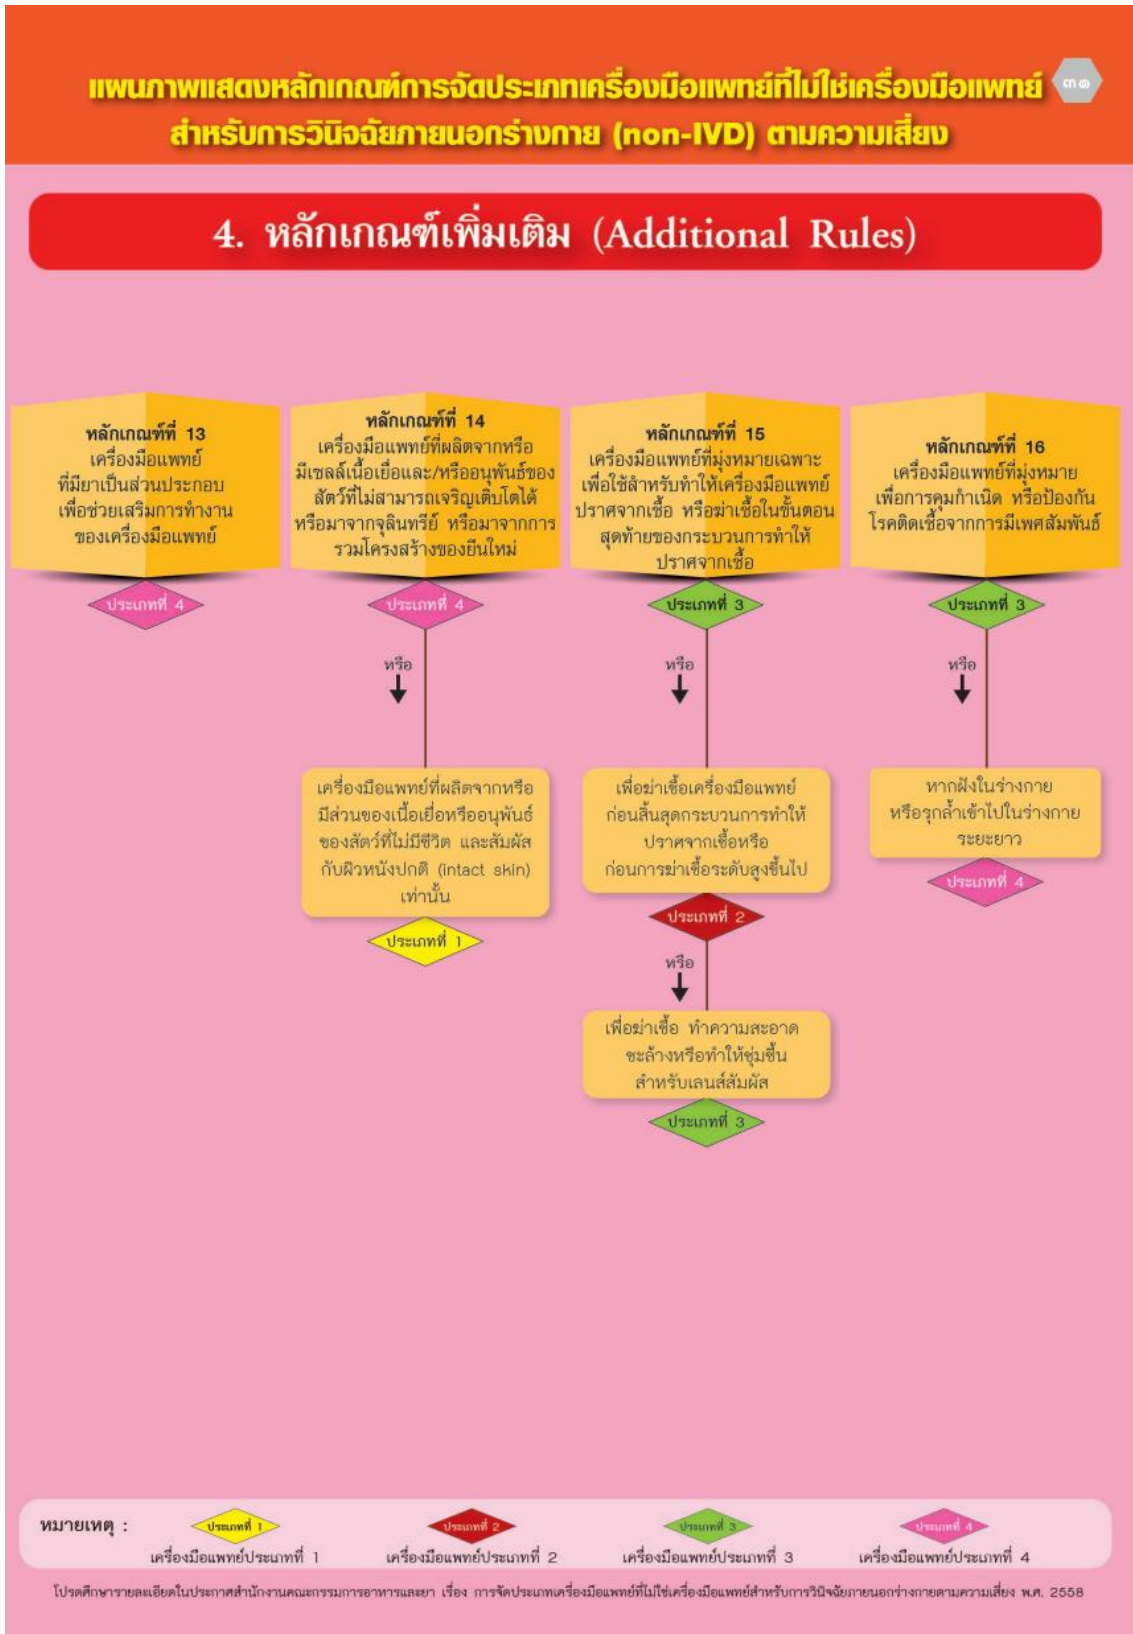 แผนภาพแสดงหลักเกณฑ์การจัดประเภทเครื่องมือแพทย์ที่ไม่ใช่เครื่องมือแพทย์
๓๑
สำหรับการวินิจฉัยภายนอกร่างกาย (non-IVD) ตามความเสี่ยง
4. หลักเกณฑ์เพิ่มเติม (Additional Rules)
หลักเกณฑ์ที่ 13
เครื่องมือแพทย์
ที่มียาเป็นส่วนประกอบ
เพื่อช่วยเสริมการทำงาน
ของเครื่องมือแพทย์
ประเภทที่ 4
หลักเกณฑ์ที่ 14
เครื่องมือแพทย์ที่ผลิตจากหรือ
มีเซลล์เนื้อเยื่อและ/หรืออนุพันธ์ของ
สัตว์ที่ไม่สามารถเจริญเติบโตได้
หรือมาจากจุลินทรีย์ หรือมาจากการ
รวมโครงสร้างของยีนใหม่
ประเภทที่ 4
หรือ
เครื่องมือแพทย์ที่ผลิตจากหรือ
มีส่วนของเนื้อเยื่อหรืออนุพันธ์
ของสัตว์ที่ไม่มีชีวิต และสัมผัส
กับผิวหนังปกติ (intact skin)
เท่านั้น
ประเภทที่ 1
หลักเกณฑ์ที่ 15
เครื่องมือแพทย์ที่มุ่งหมายเฉพาะ
เพื่อใช้สำหรับทำให้เครื่องมือแพทย์
ปราศจากเชื้อ หรือฆ่าเชื้อในขั้นตอน
สุดท้ายของกระบวนการทำให้
ปราศจากเชื้อ
ประเภทที่ 3
หรือ
เพื่อฆ่าเชื้อเครื่องมือแพทย์
ก่อนสิ้นสุดกระบวนการทำให้
ปราศจากเชื้อหรือ
ก่อนการฆ่าเชื้อระดับสูงขึ้นไป
ประเภทที่ 2
หรือ
เพื่อฆ่าเชื้อ ทำความสะอาด
ชะล้างหรือทำให้ชุ่มชื้น
สำหรับเลนส์สัมผัส
ประเภทที่ 3
หลักเกณฑ์ที่ 16
เครื่องมือแพทย์ที่มุ่งหมาย
เพื่อการคุมกำเนิด หรือป้องกัน
โรคติดเชื้อจากการมีเพศสัมพันธ์
ประเภทที่ 3
หรือ
หากฝังในร่างกาย
หรือรุกล้ำเข้าไปในร่างกาย
ระยะยาว
ประเภทที่ 4
หมายเหตุ :
ประเภทที่ 1
เครื่องมือแพทย์ประเภทที่ 1
ประเภทที่ 2
เครื่องมือแพทย์ประเภทที่ 2
ประเภทที่ 3
เครื่องมือแพทย์ประเภทที่ 3
ประเภทที่ 4
เครื่องมือแพทย์ประเภทที่ 4
โปรดศึกษารายละเอียดในประกาศสำนักงานคณะกรรมการอาหารและยา เรื่อง การจัดประเภทเครื่องมือแพทย์ที่ไม่ใช่เครื่องมือแพทย์สำหรับการวินิจฉัยภายนอกร่างกายตามความเสี่ยง พ.ศ. 2558